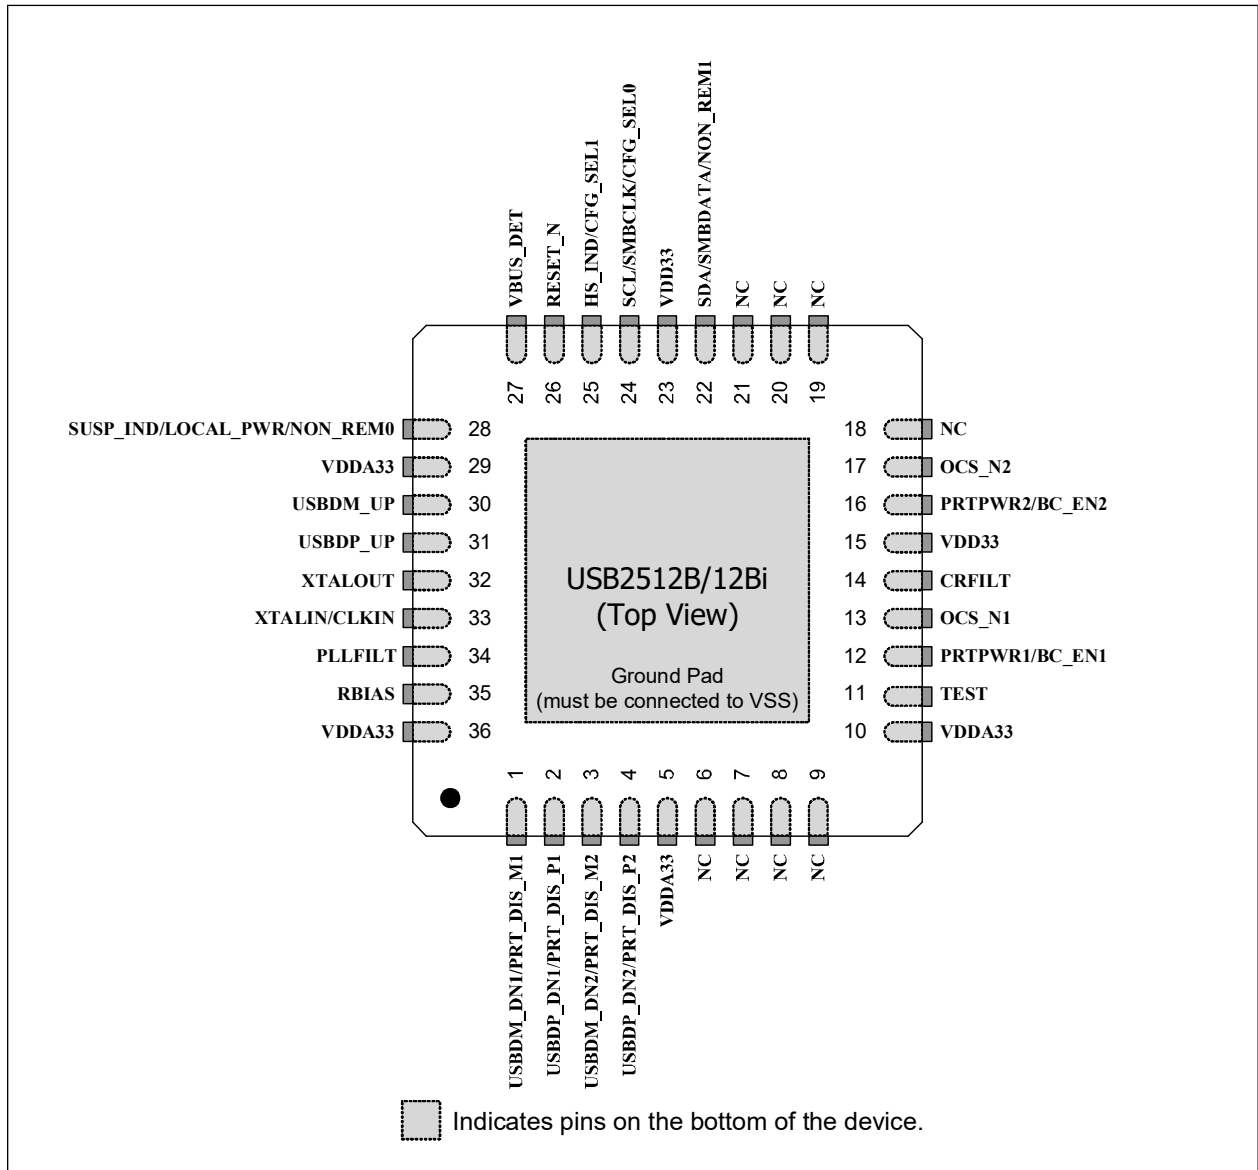 VBUS_DET
RESET_N
HS_IND/CFG_SEL1
SCL/SMBCLK/CFG_SEL0
VDD33
SDA/SMBDATA/NON_REM1
NC
NC
NC
27
26
25
24
23
22
21
20
19
SUSP_IND/LOCAL_PWR/NON_REM0 28
VDDA33 29
USBDM_UP 30
USBDP_UP 31
XTALOUT 32
XTALIN/CLKIN 33
PLLFILT 34
RBIAS 35
VDDA33 36
USB2512B/12Bi
(Top View)
Ground Pad
(must be connected to VSS)
18 NC
17 OCS_N2
16 PRTPWR2/BC_EN2
15 VDD33
14 CRFILT
13 OCS_N1
12 PRTPWR1/BC_EN1
11 TEST
10 VDDA33
1
2
3
4
5
6
7
8
9
USBDM_DN1/PRT_DIS_M1
USBDP_DN1/PRT_DIS_P1
USBDM_DN2/PRT_DIS_M2
USBDP_DN2/PRT_DIS_P2
VDDA33
NC
NC
NC
NC
Indicates pins on the bottom of the device.